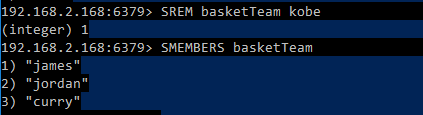 192.168.2.168:6379> SREM basketTeam kobe
(integer) 1
192.168.2.168:6379> SMEMBERS basketTeam
1) "james"
2) "jordan"
3) "curry"